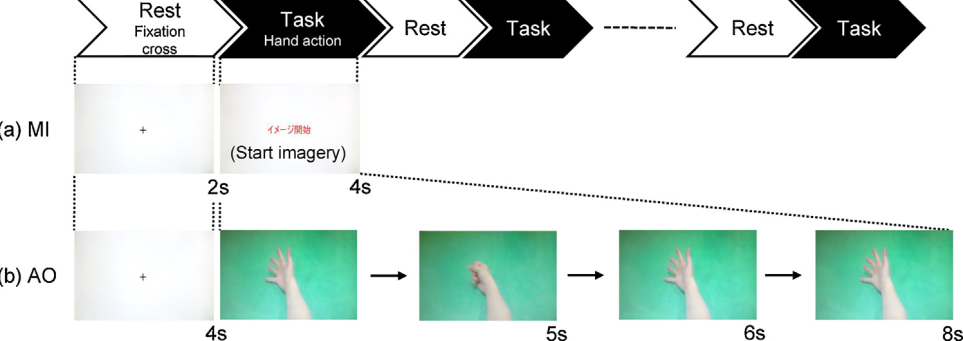 Rest
Fixation
cross
Task
Hand action
Rest
Task
Rest
Task
(a) MI
イメージ開始
(Start imagery)
2s
4s
(b) AO
4s
5s
6s
8s